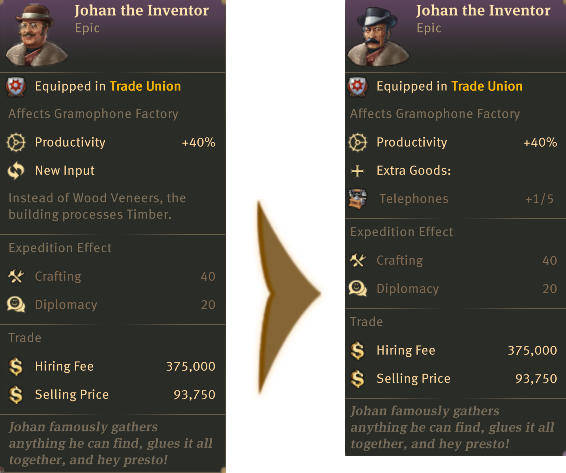 Johan the Inventor
Epic
Equipped in Trade Union
Affects Gramophone Factory
Productivity +40%
New Input
Instead of Wood Veneers, the
building processes Timber.
Expedition Effect
Crafting 40
Diplomacy 20
Trade
Hiring Fee 375,000
Selling Price 93,750
Johan famously gathers
anything he can find, glues it all
together, and hey presto!
Johan the Inventor
Epic
Equipped in Trade Union
Affects Gramophone Factory
Productivity +40%
Extra Goods:
Telephones +1/5
Expedition Effect
Crafting 40
Diplomacy 20
Trade
Hiring Fee 375,000
Selling Price 93,750
Johan famously gathers
anything he can find, glues it all
together, and hey presto!